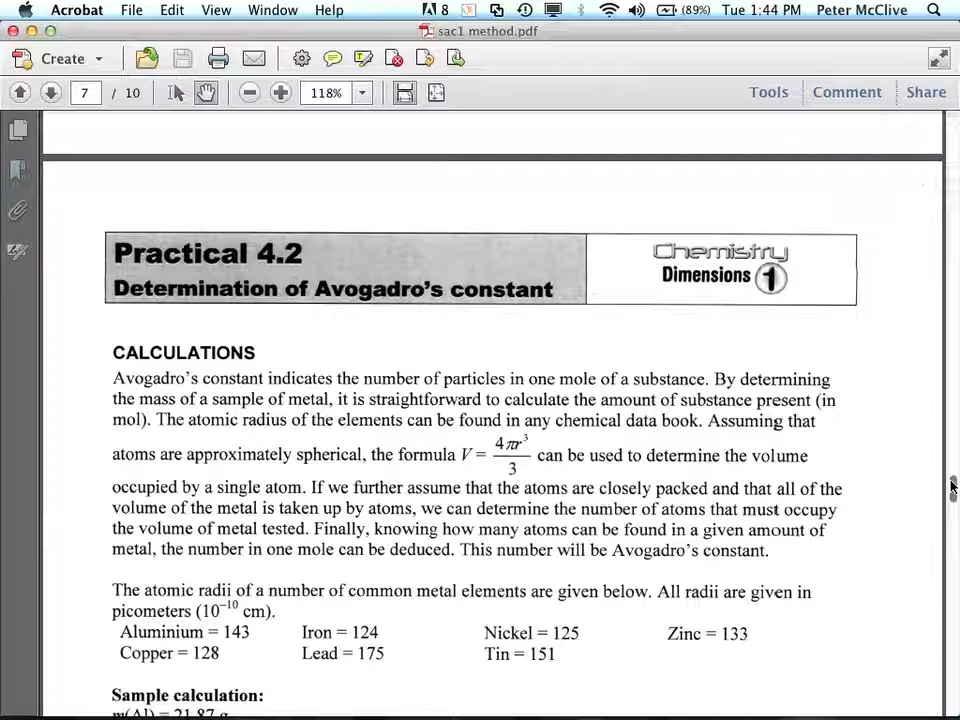 Acrobat File Edit View Window Help 8 (89%) Tue 1:44 PM Peter McClive
sac1 method.pdf
Create
7 / 10 118% Tools Comment Share
Practical 4.2
Determination of Avogadro's constant
Chemistry
Dimensions 1
CALCULATIONS
Avogadro's constant indicates the number of particles in one mole of a substance. By determining
the mass of a sample of metal, it is straightforward to calculate the amount of substance present (in
mol). The atomic radius of the elements can be found in any chemical data book. Assuming that
atoms are approximately spherical, the formula V = 4πr³/3 can be used to determine the volume
occupied by a single atom. If we further assume that the atoms are closely packed and that all of the
volume of the metal is taken up by atoms, we can determine the number of atoms that must occupy
the volume of metal tested. Finally, knowing how many atoms can be found in a given amount of
metal, the number in one mole can be deduced. This number will be Avogadro's constant.
The atomic radii of a number of common metal elements are given below. All radii are given in
picometers (10⁻¹⁰ cm).
Aluminium = 143 Iron = 124 Nickel = 125 Zinc = 133
Copper = 128 Lead = 175 Tin = 151
Sample calculation:
m(Al) = 21.87 g